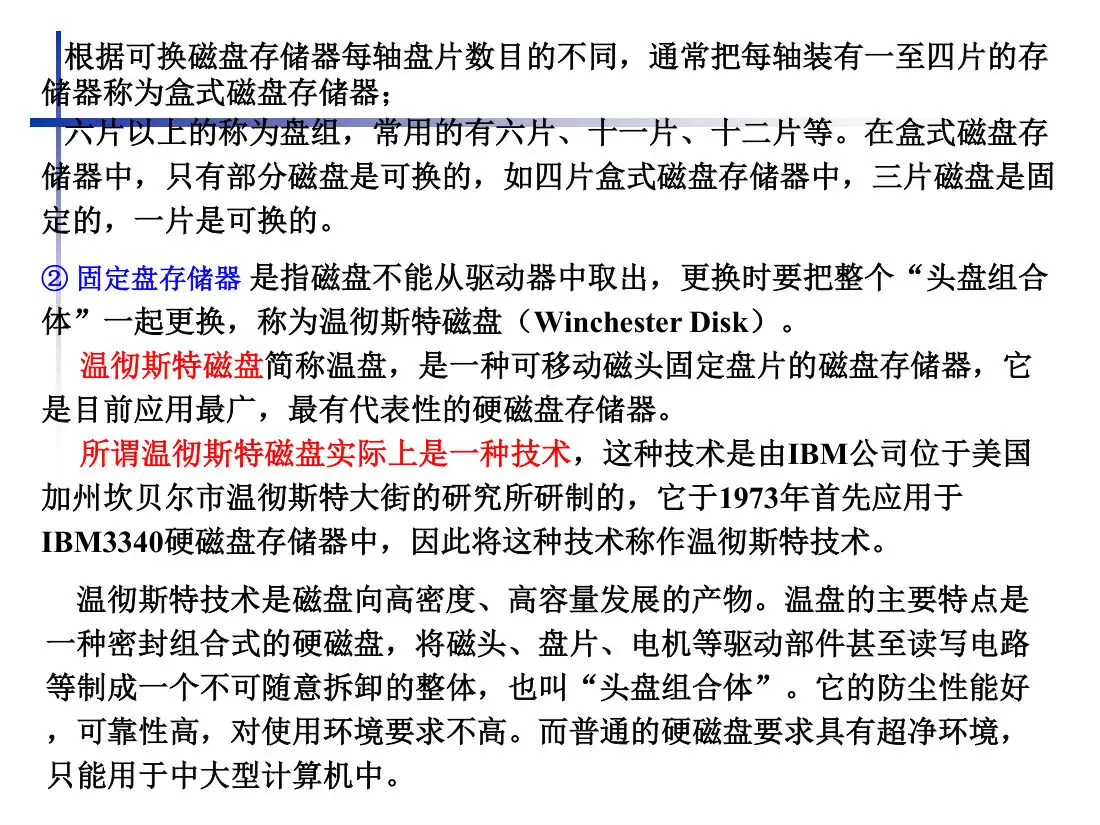 根据可换磁盘存储器每轴盘片数目的不同，通常把每轴装有一至四片的存
储器称为盒式磁盘存储器；
六片以上的称为盘组，常用的有六片、十一片、十二片等。在盒式磁盘存
储器中，只有部分磁盘是可换的，如四片盒式磁盘存储器中，三片磁盘是固
定的，一片是可换的。
② 固定盘存储器 是指磁盘不能从驱动器中取出，更换时要把整个“头盘组合
体”一起更换，称为温彻斯特磁盘（Winchester Disk）。
温彻斯特磁盘简称温盘，是一种可移动磁头固定盘片的磁盘存储器，它
是目前应用最广，最有代表性的硬磁盘存储器。
所谓温彻斯特磁盘实际上是一种技术，这种技术是由IBM公司位于美国
加州坎贝尔市温彻斯特大街的研究所研制的，它于1973年首先应用于
IBM3340硬磁盘存储器中，因此将这种技术称作温彻斯特技术。
温彻斯特技术是磁盘向高密度、高容量发展的产物。温盘的主要特点是
一种密封组合式的硬磁盘，将磁头、盘片、电机等驱动部件甚至读写电路
等制成一个不可随意拆卸的整体，也叫“头盘组合体”。它的防尘性能好
，可靠性高，对使用环境要求不高。而普通的硬磁盘要求具有超净环境，
只能用于中大型计算机中。